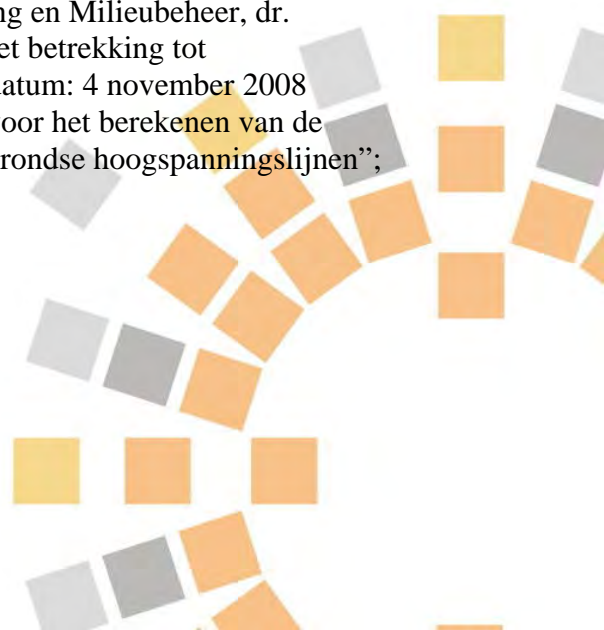 ng en Milieubeheer, dr.
et betrekking tot
atum: 4 november 2008
oor het berekenen van de
rondse hoogspanningslijnen”;